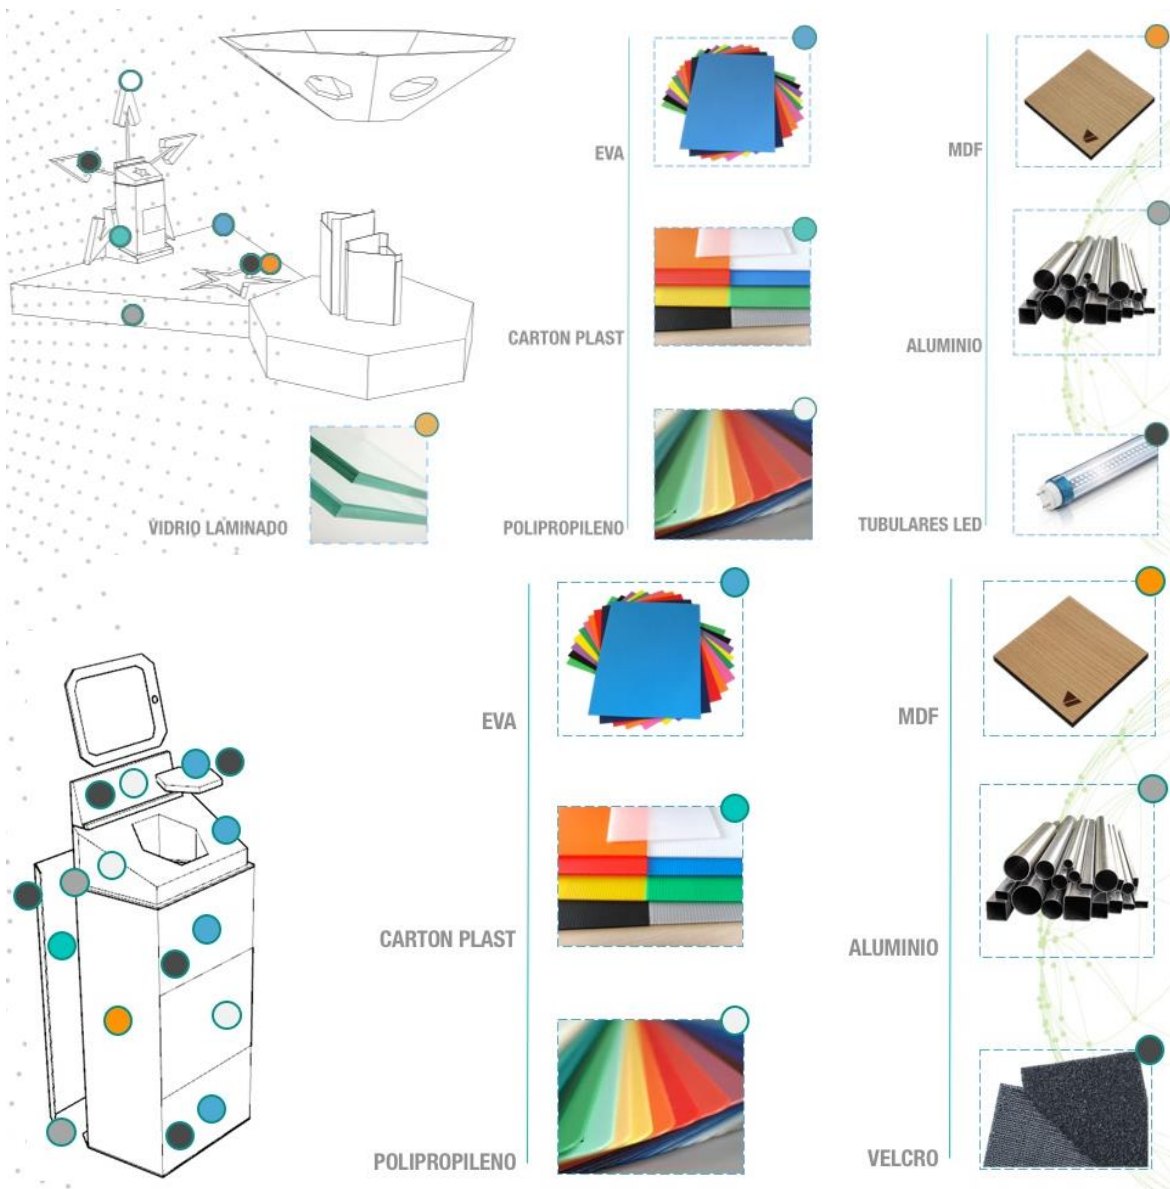 EVA
MDF
CARTON PLAST
ALUMINIO
VIDRIO LAMINADO
POLIPROPILENO
TUBULARES LED
EVA
MDF
CARTON PLAST
ALUMINIO
POLIPROPILENO
VELCRO